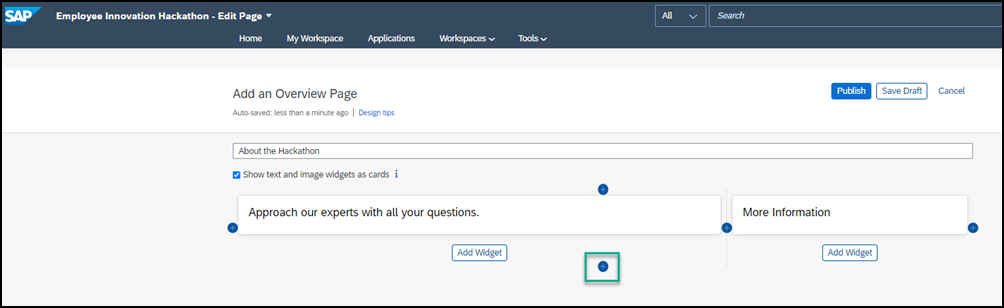 SAP Employee Innovation Hackathon - Edit Page All Search
Home My Workspace Applications Workspaces Tools
Add an Overview Page
Publish Save Draft Cancel
Auto-saved: less than a minute ago | Design tips
About the Hackathon
Show text and image widgets as cards i
Approach our experts with all your questions. More Information
Add Widget Add Widget